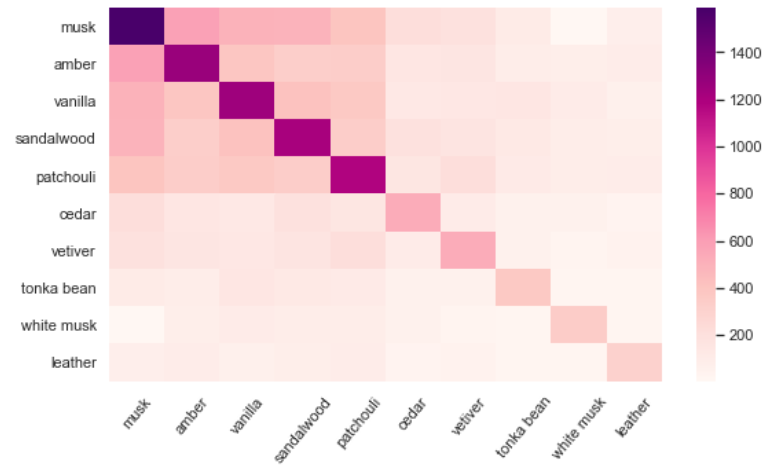 musk
amber
vanilla
sandalwood
patchouli
cedar
vetiver
tonka bean
white musk
leather
musk
amber
vanilla
sandalwood
patchouli
cedar
vetiver
tonka bean
white musk
leather
1400
1200
1000
800
600
400
200